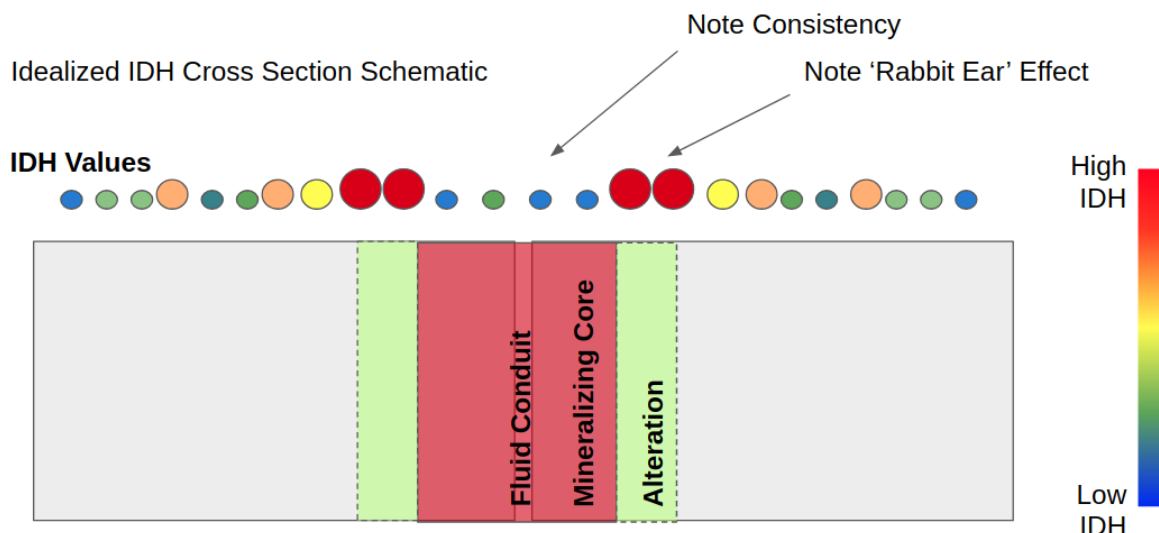 Note Consistency
Idealized IDH Cross Section Schematic
Note ‘Rabbit Ear’ Effect
IDH Values
High
IDH
Fluid Conduit
Mineralizing Core
Alteration
Low
IDH